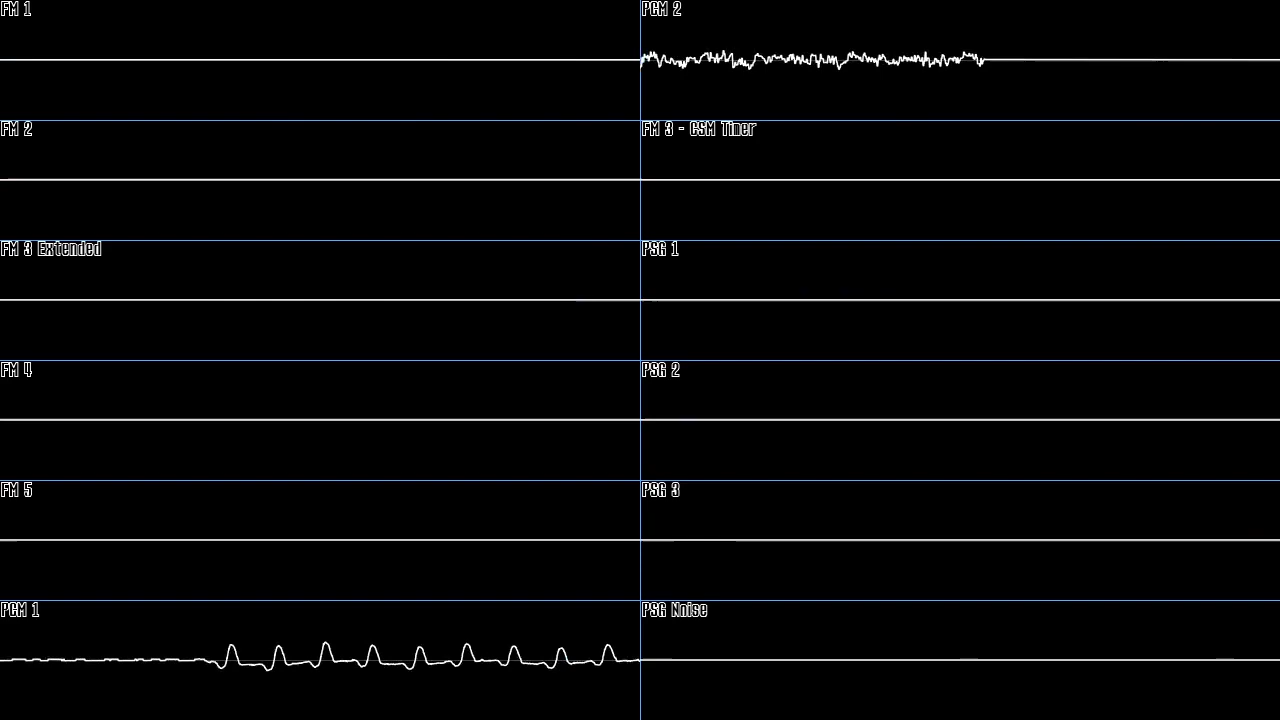 FM 1
PCM 2
FM 2
FM 3 - CSM Timer
FM 3 Extended
PSG 1
FM 4
PSG 2
FM 5
PSG 3
PCM 1
PSG Noise